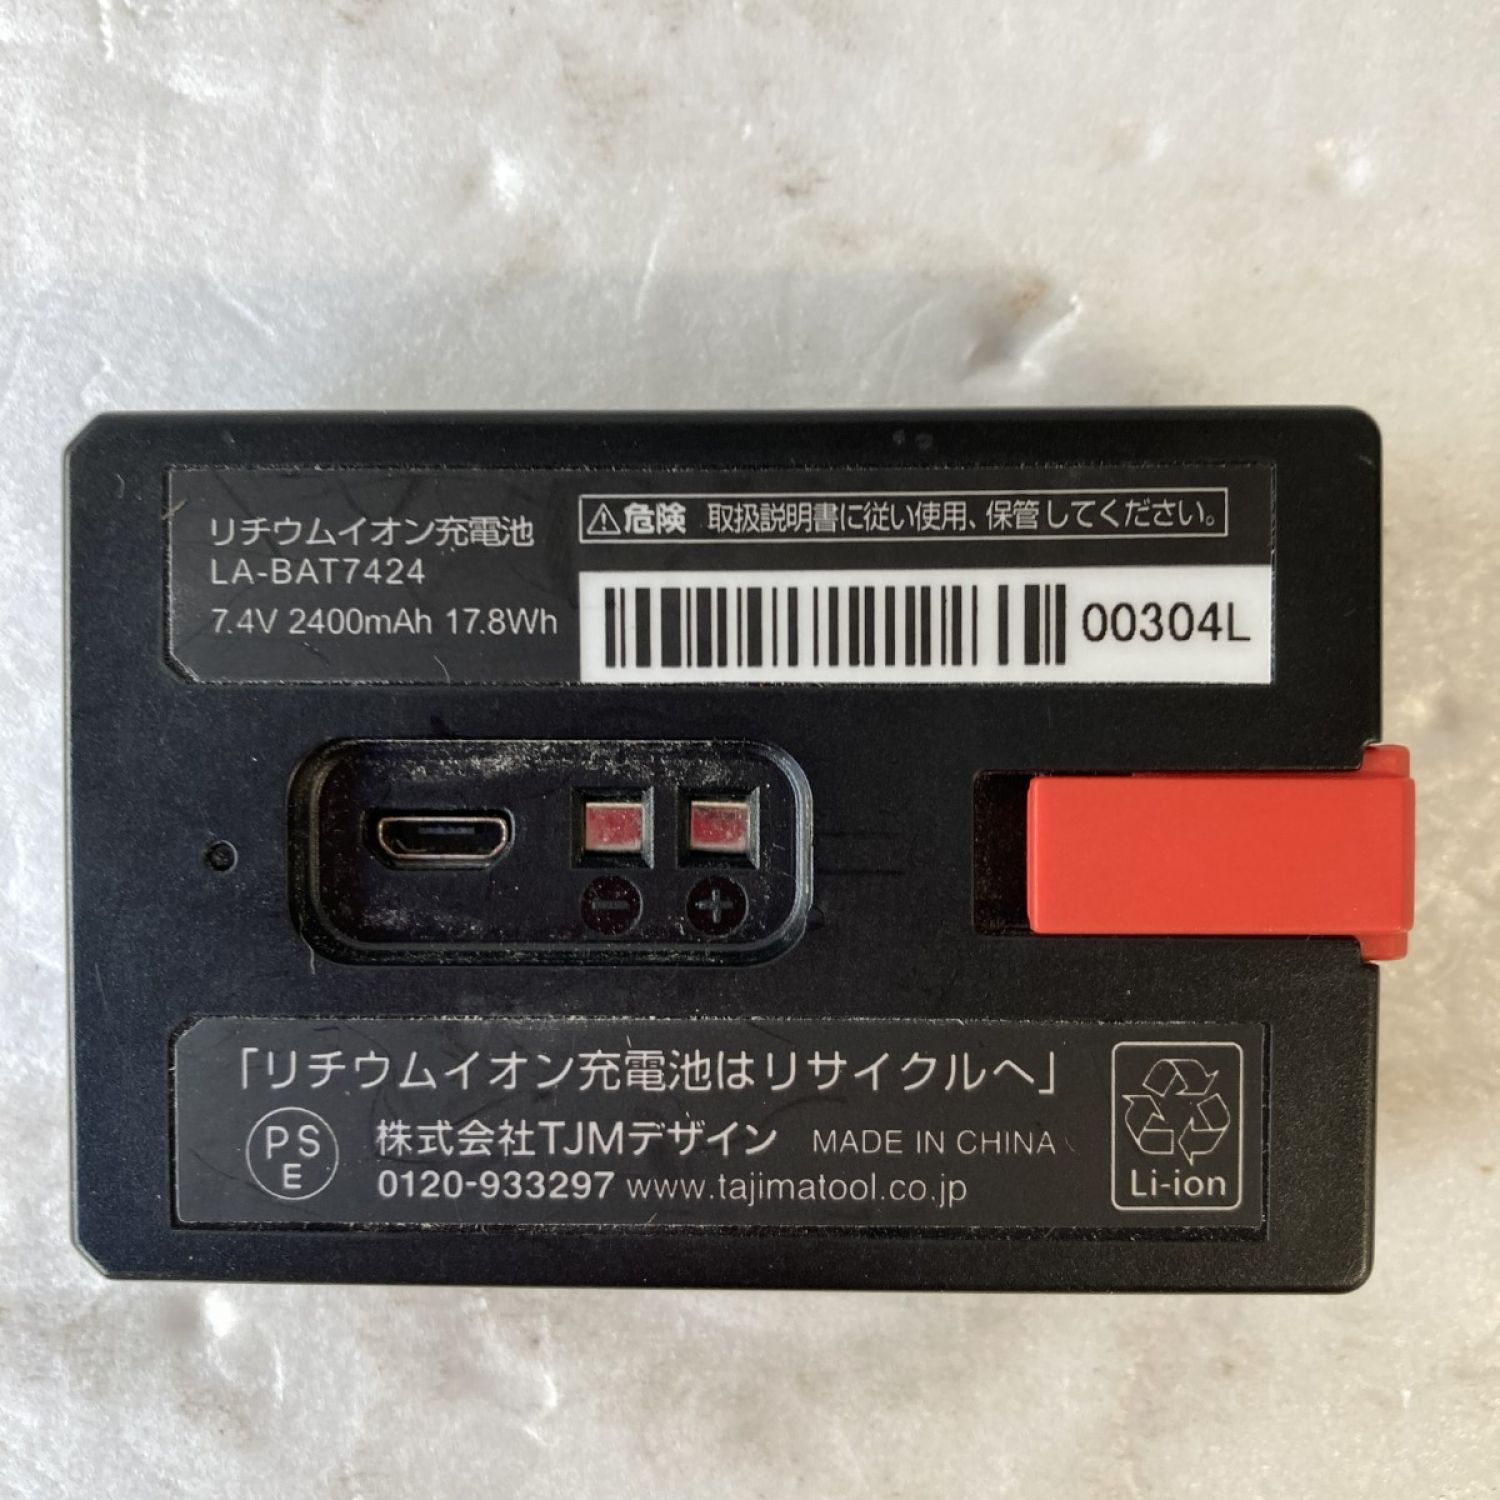 リチウムイオン充電池
LA-BAT7424
7.4V 2400mAh 17.8Wh
⚠危険 取扱説明書に従い使用、保管してください。
00304L
− +
「リチウムイオン充電池はリサイクルへ」
PS
E
株式会社TJMデザイン MADE IN CHINA
0120-933297 www.tajimatool.co.jp
Li-ion